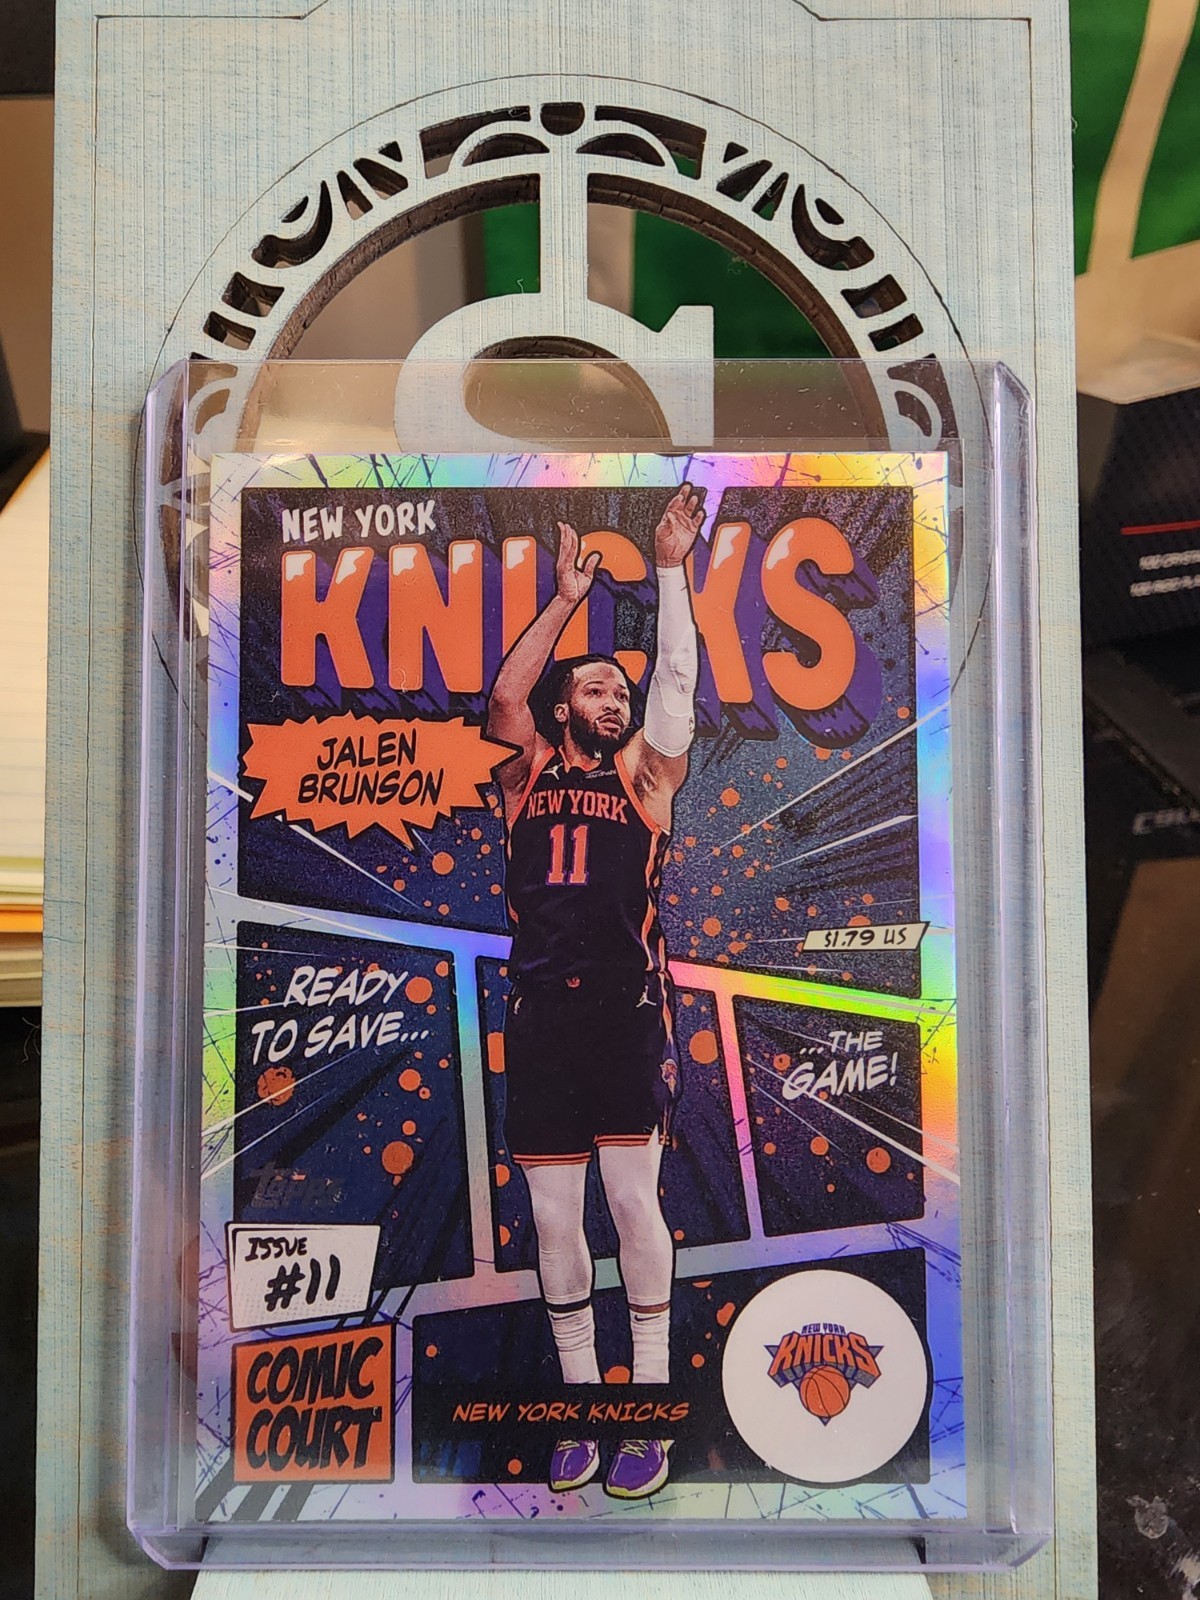 NEW YORK
KNICKS
JALEN
BRUNSON
NEW YORK
11
$1.79 US
READY
TO SAVE...
...THE
GAME!
Topps
ISSUE
#11
COMIC
COURT
NEW YORK KNICKS
NEW YORK
KNICKS
S